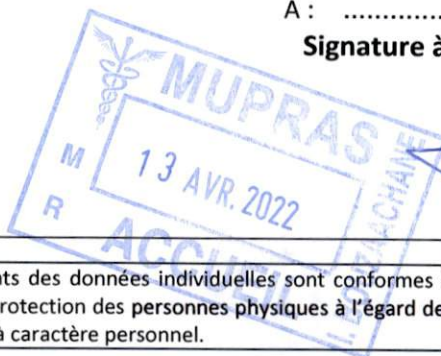 A : ....................
Signature à
MUPRAS
M
13 AVR. 2022
R
ACCUEIL
ts des données individuelles sont conformes
rotection des personnes physiques à l'égard de
à caractère personnel.